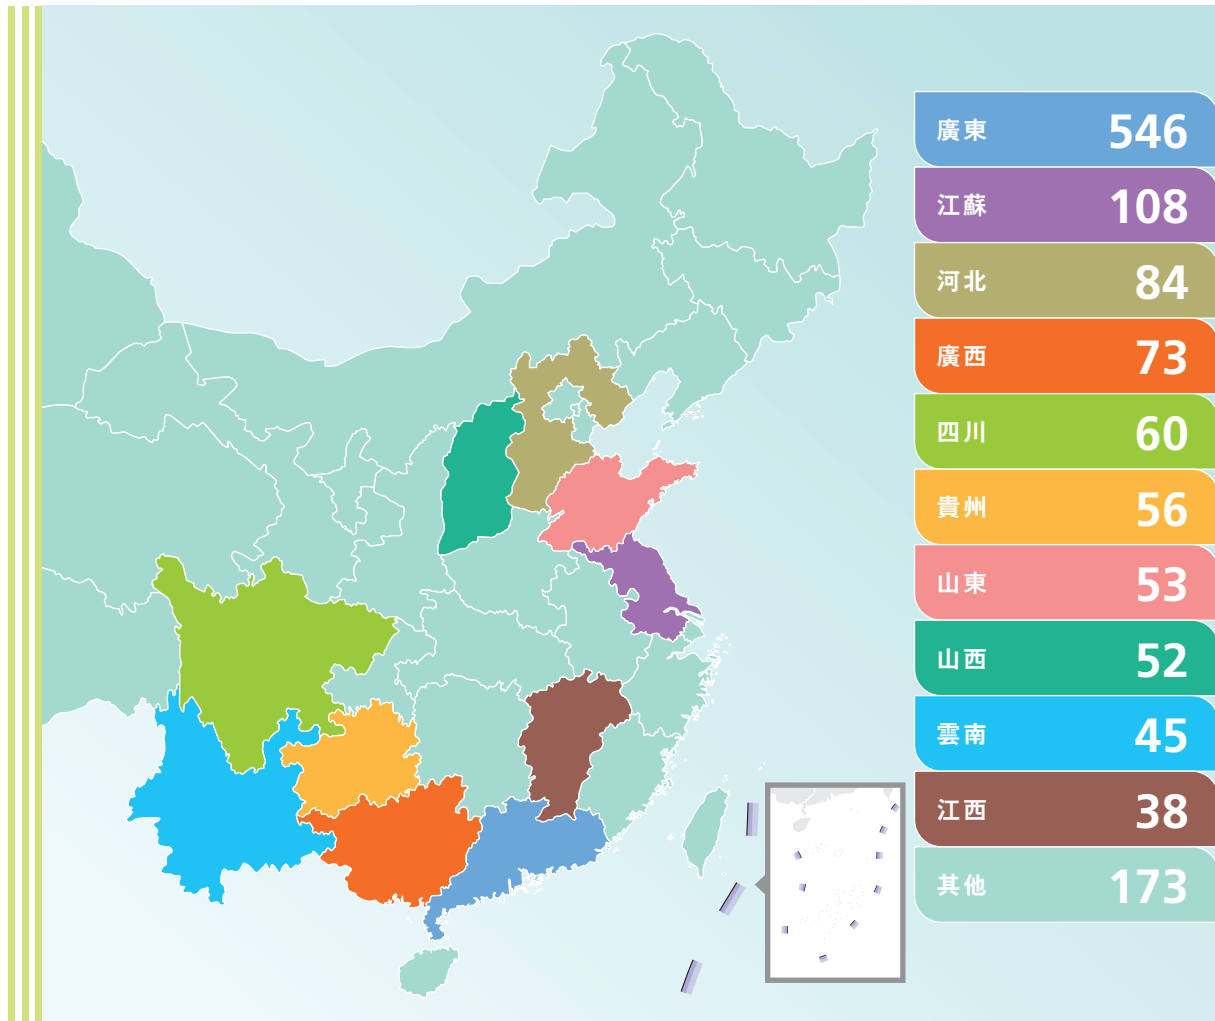 廣東 546
江蘇 108
河北 84
廣西 73
四川 60
貴州 56
山東 53
山西 52
雲南 45
江西 38
其他 173